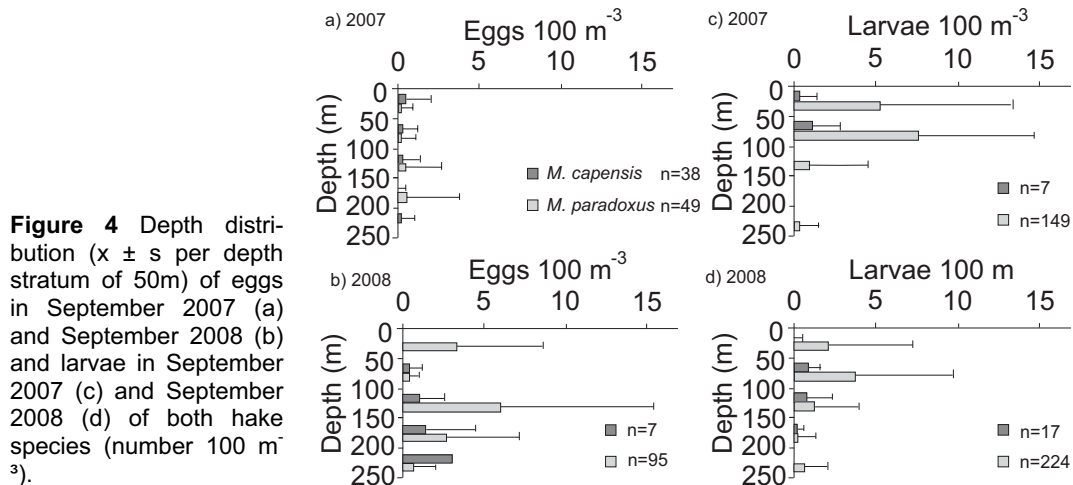 Figure 4 Depth distri-
bution (x ± s per depth
stratum of 50m) of eggs
in September 2007 (a)
and September 2008 (b)
and larvae in September
2007 (c) and September
2008 (d) of both hake
species (number 100 m⁻
³).
a) 2007
Eggs 100 m⁻³
0 5 10 15
Depth (m)
0
50
100
150
200
250
M. capensis n=38
M. paradoxus n=49
c) 2007
Larvae 100 m⁻³
0 5 10 15
Depth (m)
0
50
100
150
200
250
n=7
n=149
b) 2008
Eggs 100 m⁻³
0 5 10 15
Depth (m)
0
50
100
150
200
250
n=7
n=95
d) 2008
Larvae 100 m
0 5 10 15
Depth (m)
0
50
100
150
200
250
n=17
n=224